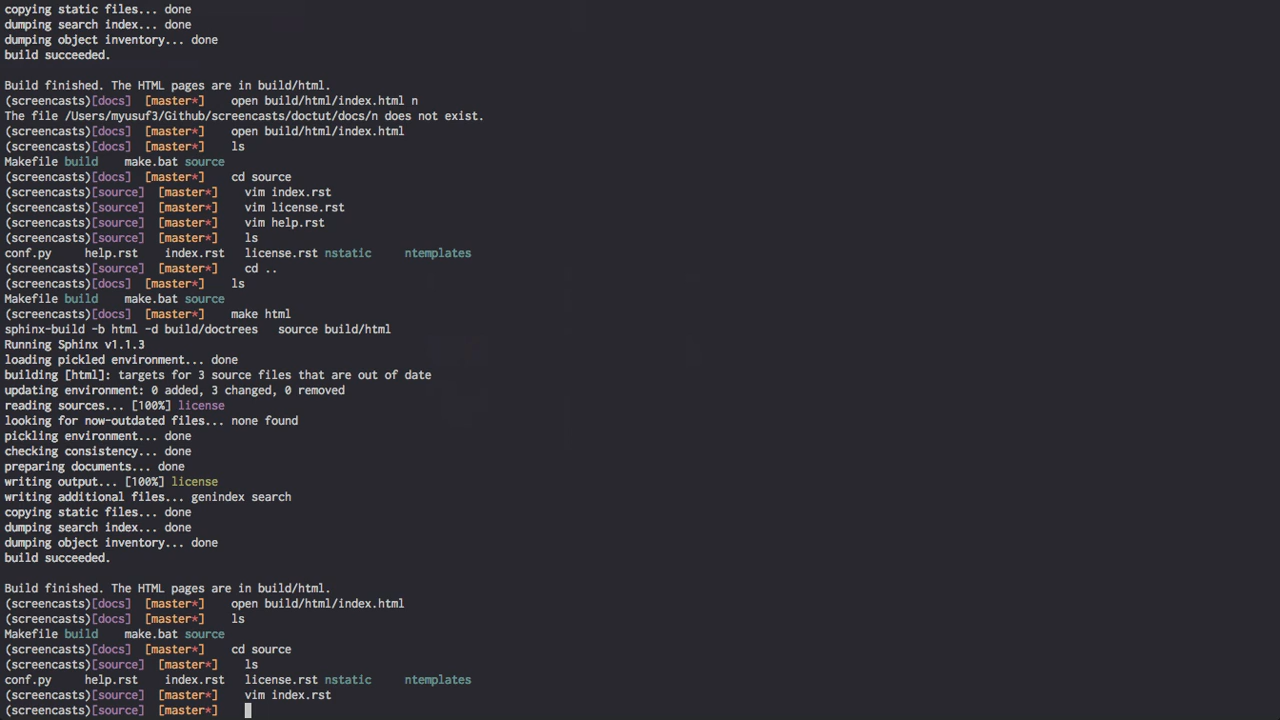 copying static files... done
dumping search index... done
dumping object inventory... done
build succeeded.
Build finished. The HTML pages are in build/html.
(screencasts)[docs] [master*] open build/html/index.html n
The file /Users/myusuf3/Github/screencasts/doctut/docs/n does not exist.
(screencasts)[docs] [master*] open build/html/index.html
(screencasts)[docs] [master*] ls
Makefile build make.bat source
(screencasts)[docs] [master*] cd source
(screencasts)[source] [master*] vim index.rst
(screencasts)[source] [master*] vim license.rst
(screencasts)[source] [master*] vim help.rst
(screencasts)[source] [master*] ls
conf.py help.rst index.rst license.rst nstatic ntemplates
(screencasts)[source] [master*] cd ..
(screencasts)[docs] [master*] ls
Makefile build make.bat source
(screencasts)[docs] [master*] make html
sphinx-build -b html -d build/doctrees source build/html
Running Sphinx v1.1.3
loading pickled environment... done
building [html]: targets for 3 source files that are out of date
updating environment: 0 added, 3 changed, 0 removed
reading sources... [100%] license
looking for now-outdated files... none found
pickling environment... done
checking consistency... done
preparing documents... done
writing output... [100%] license
writing additional files... genindex search
copying static files... done
dumping search index... done
dumping object inventory... done
build succeeded.
Build finished. The HTML pages are in build/html.
(screencasts)[docs] [master*] open build/html/index.html
(screencasts)[docs] [master*] ls
Makefile build make.bat source
(screencasts)[docs] [master*] cd source
(screencasts)[source] [master*] ls
conf.py help.rst index.rst license.rst nstatic ntemplates
(screencasts)[source] [master*] vim index.rst
(screencasts)[source] [master*]